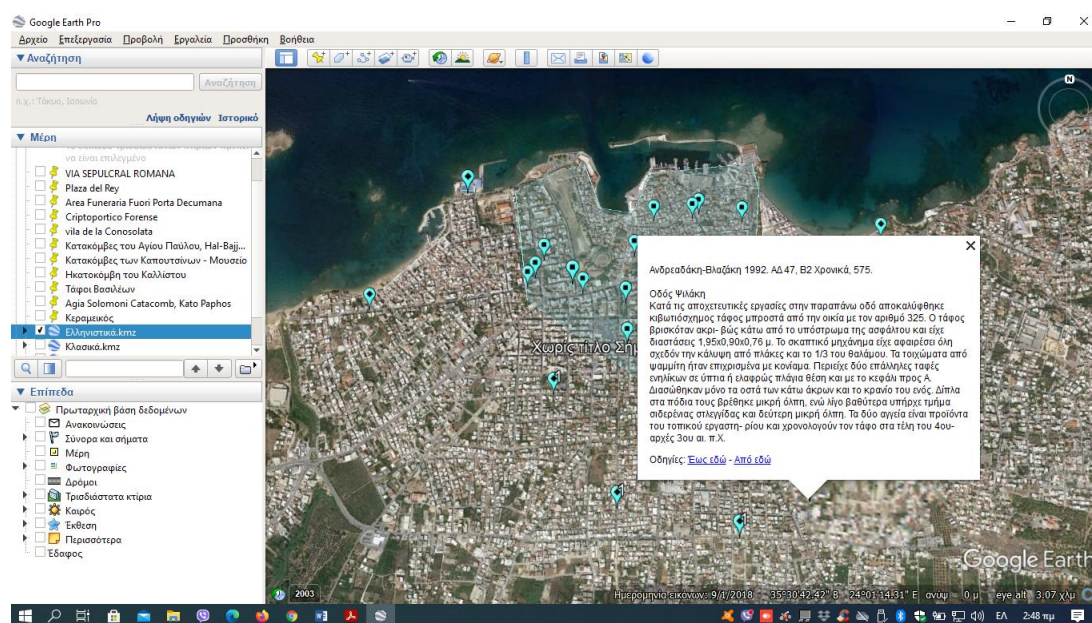 Google Earth Pro
Αρχείο Επεξεργασία Προβολή Εργαλεία Προσθήκη Βοήθεια
Αναζήτηση
Αναζήτηση
π.χ.: Τόκυο, Ιαπωνία
Λήψη οδηγιών Ιστορικό
Μέρη
να είναι επιλεγμένο
VIA SEPULCRAL ROMANA
Plaza del Rey
Area Funeraria Fuori Porta Decumana
Criptoportico Forense
vila de la Conosolata
Κατακόμβες του Αγίου Παύλου, Hal-Bajj...
Κατακόμβες των Καπουτσίνων - Μουσείο
Ηκατοκόμβη του Καλλίστου
Τάφοι Βασιλέων
Agia Solomoni Catacomb, Kato Paphos
Κεραμεικός
Ελληνιστικά.kmz
Κλασικά.kmz
Επίπεδα
Πρωταρχική βάση δεδομένων
Ανακοινώσεις
Σύνορα και σήματα
Μέρη
Φωτογραφίες
Δρόμοι
Τρισδιάστατα κτίρια
Καιρός
Έκθεση
Περισσότερα
Έδαφος
N
Ανδρεαδάκη-Βλαζάκη 1992. ΑΔ 47, Β2 Χρονικά, 575.
Οδός Ψιλάκη
Κατά τις αποχετευτικές εργασίες στην παραπάνω οδό αποκαλύφθηκε
κιβωτιόσχημος τάφος μπροστά από την οικία με τον αριθμό 325. Ο τάφος
βρισκόταν ακρι- βώς κάτω από το υπόστρωμα της ασφάλτου και είχε
διαστάσεις 1,95x0,90x0,76 μ. Το σκαπτικό μηχάνημα είχε αφαιρέσει όλη
σχεδόν την κάλυψη από πλάκες και το 1/3 του θαλάμου. Τα τοιχώματα από
ψαμμίτη ήταν επιχρισμένα με κονίαμα. Περιείχε δύο επάλληλες ταφές
ενηλίκων σε ύπτια ή ελαφρώς πλάγια θέση και με το κεφάλι προς Α.
Διασώθηκαν μόνο τα οστά των κάτω άκρων και το κρανίο του ενός. Δίπλα
στα πόδια τους βρέθηκε μικρή όλπη, ενώ λίγο βαθύτερα υπήρχε τμήμα
σιδερένιας στλεγγίδας και δεύτερη μικρή όλπη. Τα δύο αγγεία είναι προϊόντα
του τοπικού εργαστη- ρίου και χρονολογούν τον τάφο στα τέλη του 4ου-
αρχές 3ου αι. π.Χ.
Οδηγίες: Έως εδώ - Από εδώ
Χωρίς τίτλο Ση
1
1
1
Google Earth
2003
Ημερομηνία εικόνων: 9/1/2018 35°30'42.42" Β 24°01'14.31" Ε ανύψ 0 μ eye alt 3.07 χλμ
ΕΛ 2:48 πμ